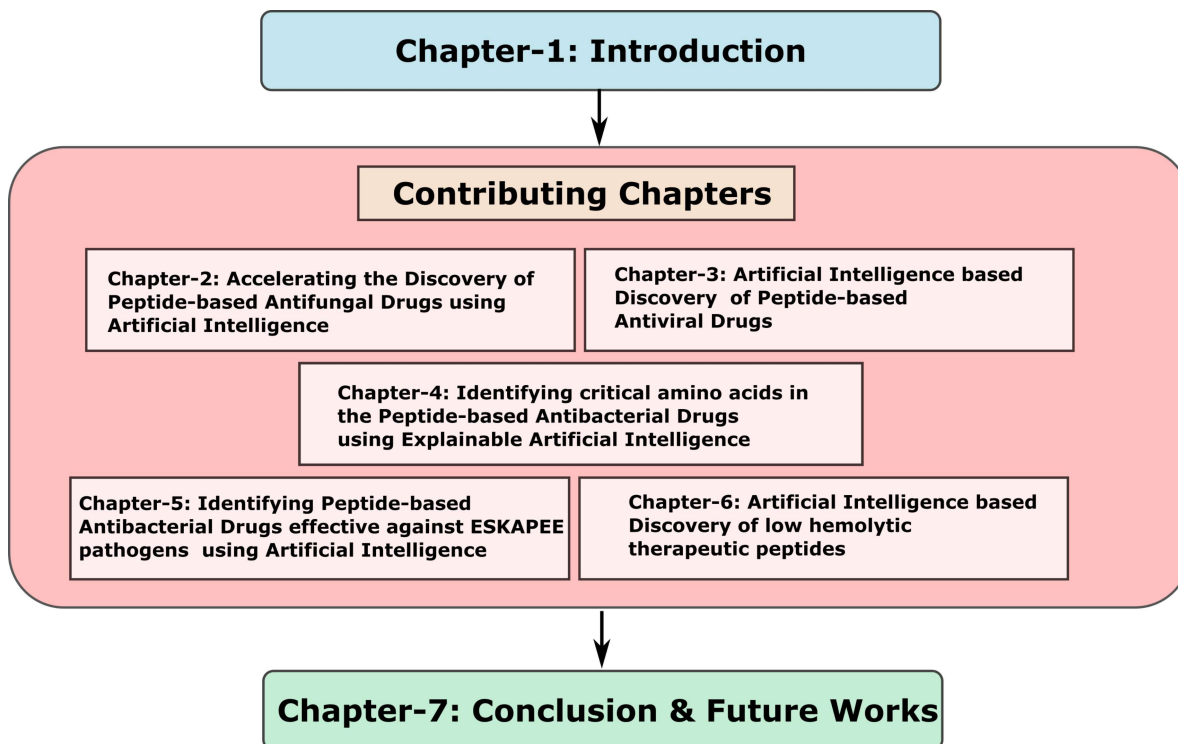 Chapter-1: Introduction
Contributing Chapters
Chapter-2: Accelerating the Discovery of
Peptide-based Antifungal Drugs using
Artificial Intelligence
Chapter-3: Artificial Intelligence based
Discovery  of Peptide-based
Antiviral Drugs
Chapter-4: Identifying critical amino acids in
the Peptide-based Antibacterial Drugs
using Explainable Artificial Intelligence
Chapter-5: Identifying Peptide-based
Antibacterial Drugs effective against ESKAPEE
pathogens  using Artificial Intelligence
Chapter-6: Artificial Intelligence based
Discovery of low hemolytic
therapeutic peptides
Chapter-7: Conclusion & Future Works